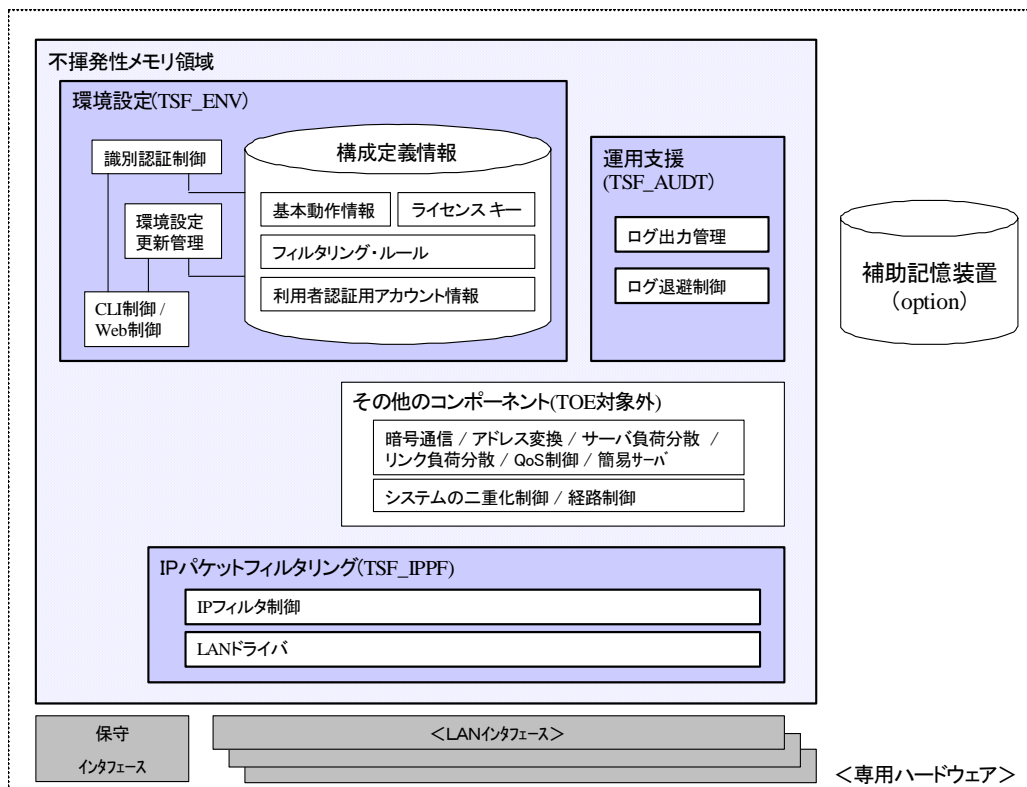 不揮発性メモリ領域
環境設定(TSF_ENV)
識別認証制御
環境設定
更新管理
CLI制御 /
Web制御
構成定義情報
基本動作情報
ライセンス キー
フィルタリング・ルール
利用者認証用アカウント情報
運用支援
(TSF_AUDT)
ログ出力管理
ログ退避制御
補助記憶装置
(option)
その他のコンポーネント(TOE対象外)
暗号通信 / アドレス変換 / サーバ負荷分散 /
リンク負荷分散 / QoS制御 / 簡易サーバ
システムの二重化制御 / 経路制御
IPパケットフィルタリング(TSF_IPPF)
IPフィルタ制御
LANドライバ
保守
インタフェース
＜LANインタフェース＞
＜専用ハードウェア＞